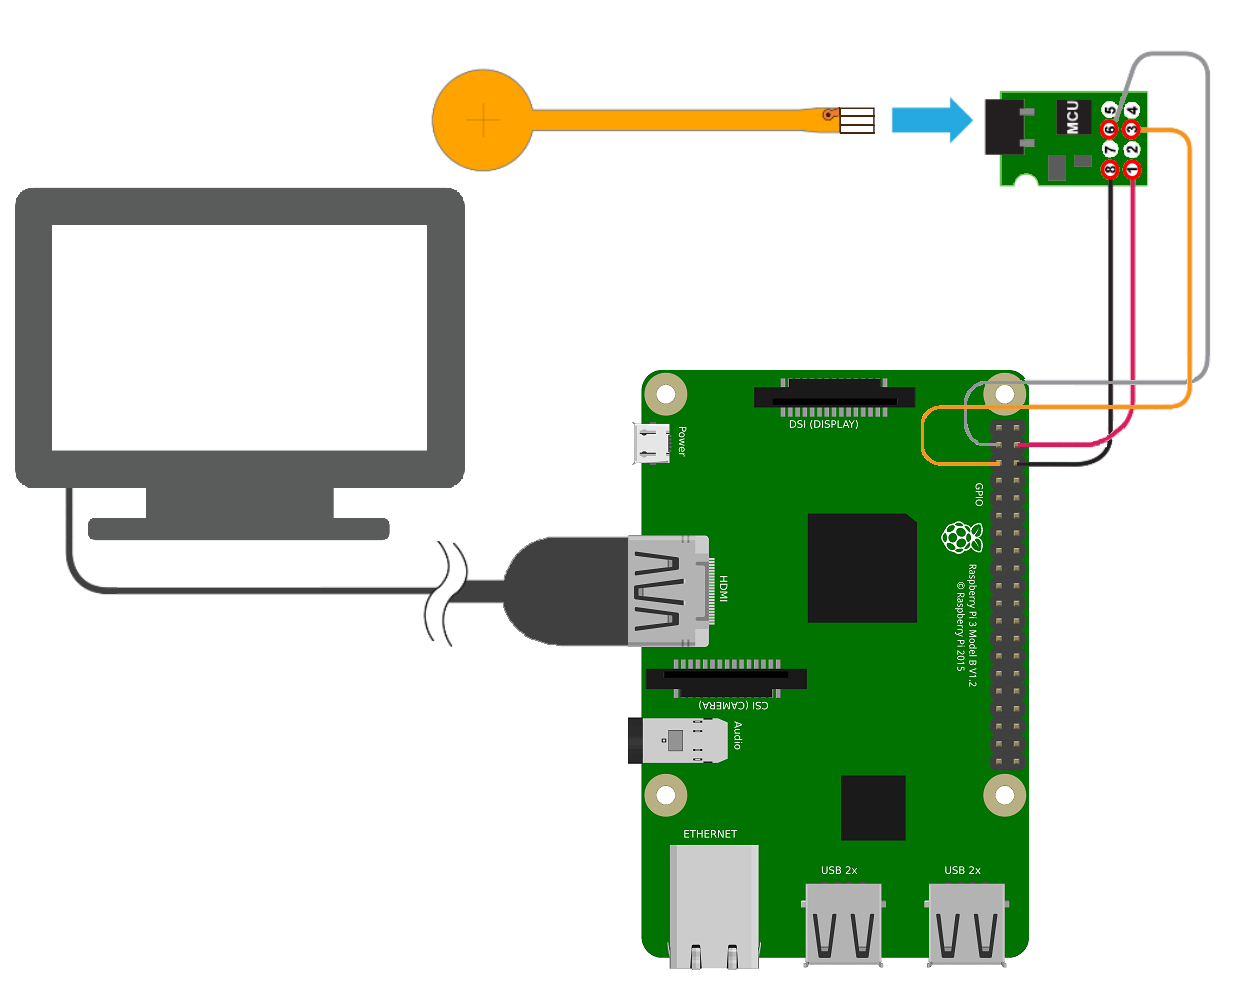 MCU
5 4
6 3
7 2
8 1
DSI (DISPLAY)
Power
GPIO
Raspberry Pi 3 Model B V1.2
© Raspberry Pi 2015
HDMI
CSI (CAMERA)
Audio
ETHERNET
USB 2x
USB 2x